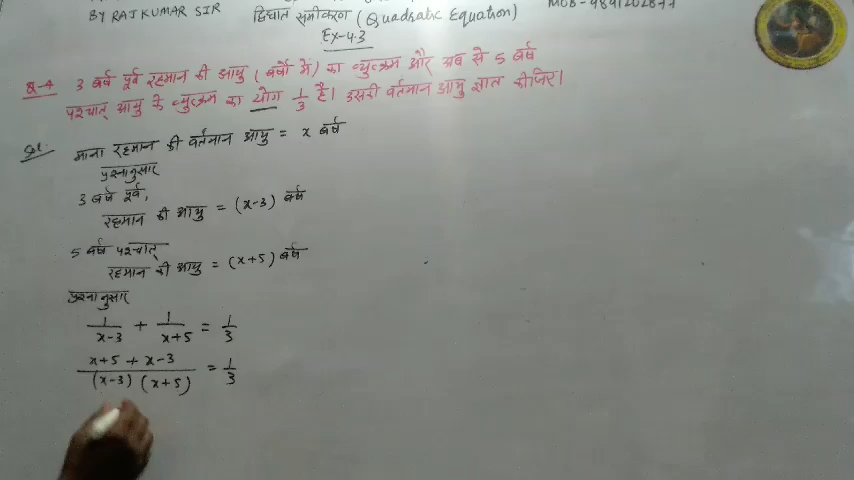 BY RAJKUMAR SIR
द्विघात समीकरण (Quadratic Equation)
Ex-4.3
Q-4 3 वर्ष पूर्व रहमान की आयु (वर्षों में) का व्युत्क्रम और अब से 5 वर्ष
पश्चात् आयु के व्युत्क्रम का योग 1/3 है। उसकी वर्तमान आयु ज्ञात कीजिए।
Sol. माना रहमान की वर्तमान आयु = x वर्ष
प्रश्नानुसार
3 वर्ष पूर्व,
रहमान की आयु = (x-3) वर्ष
5 वर्ष पश्चात्
रहमान की आयु = (x+5) वर्ष
प्रश्नानुसार
1/(x-3) + 1/(x+5) = 1/3
(x+5+x-3)/((x-3)(x+5)) = 1/3